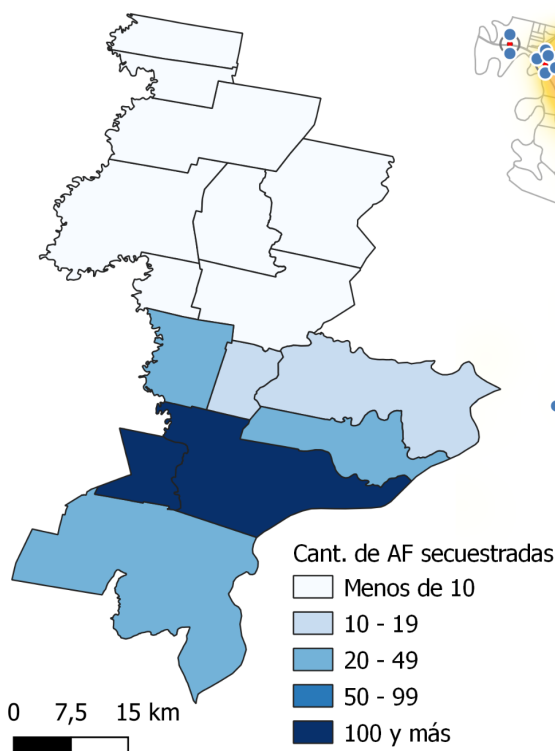 Cant. de AF secuestradas
Menos de 10
10 - 19
20 - 49
50 - 99
100 y más
0 7,5 15 km